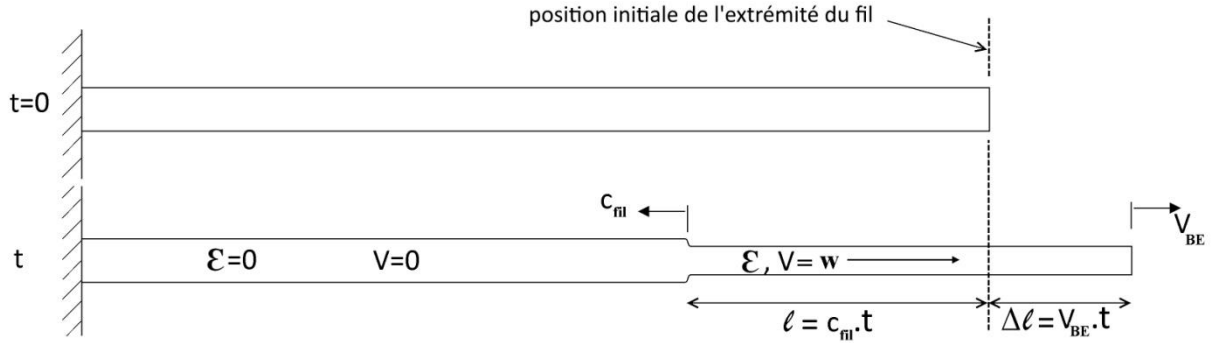 position initiale de l'extrémité du fil
t=0
c_fil
V_BE
t
ℇ=0
V=0
ℇ, V= w
ℓ = c_fil.t
Δℓ=V_BE.t